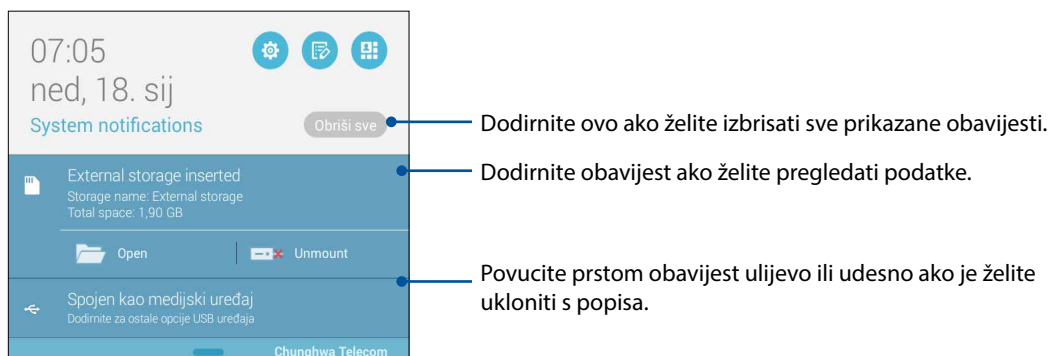 07:05
ned, 18. sij
System notifications
Obriši sve
Dodirnite ovo ako želite izbrisati sve prikazane obavijesti.
External storage inserted
Storage name: External storage
Total space: 1,90 GB
Dodirnite obavijest ako želite pregledati podatke.
Open
Unmount
Povucite prstom obavijest ulijevo ili udesno ako je želite
ukloniti s popisa.
Spojen kao medijski uređaj
Dodirnite za ostale opcije USB uređaja
Chunghwa Telecom